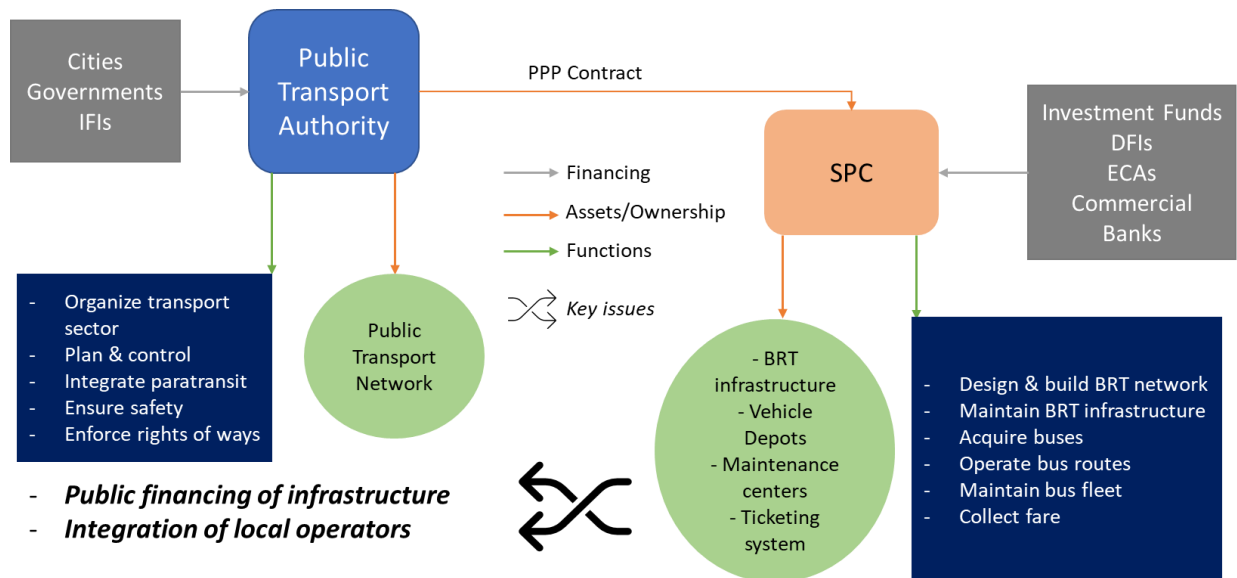 Cities
Governments
IFIs
Public
Transport
Authority
PPP Contract
SPC
Investment Funds
DFIs
ECAs
Commercial
Banks
Financing
Assets/Ownership
Functions
Key issues
- Organize transport
sector
- Plan & control
- Integrate paratransit
- Ensure safety
- Enforce rights of ways
Public
Transport
Network
- BRT
infrastructure
- Vehicle
Depots
- Maintenance
centers
- Ticketing
system
- Design & build BRT network
- Maintain BRT infrastructure
- Acquire buses
- Operate bus routes
- Maintain bus fleet
- Collect fare
- Public financing of infrastructure
- Integration of local operators